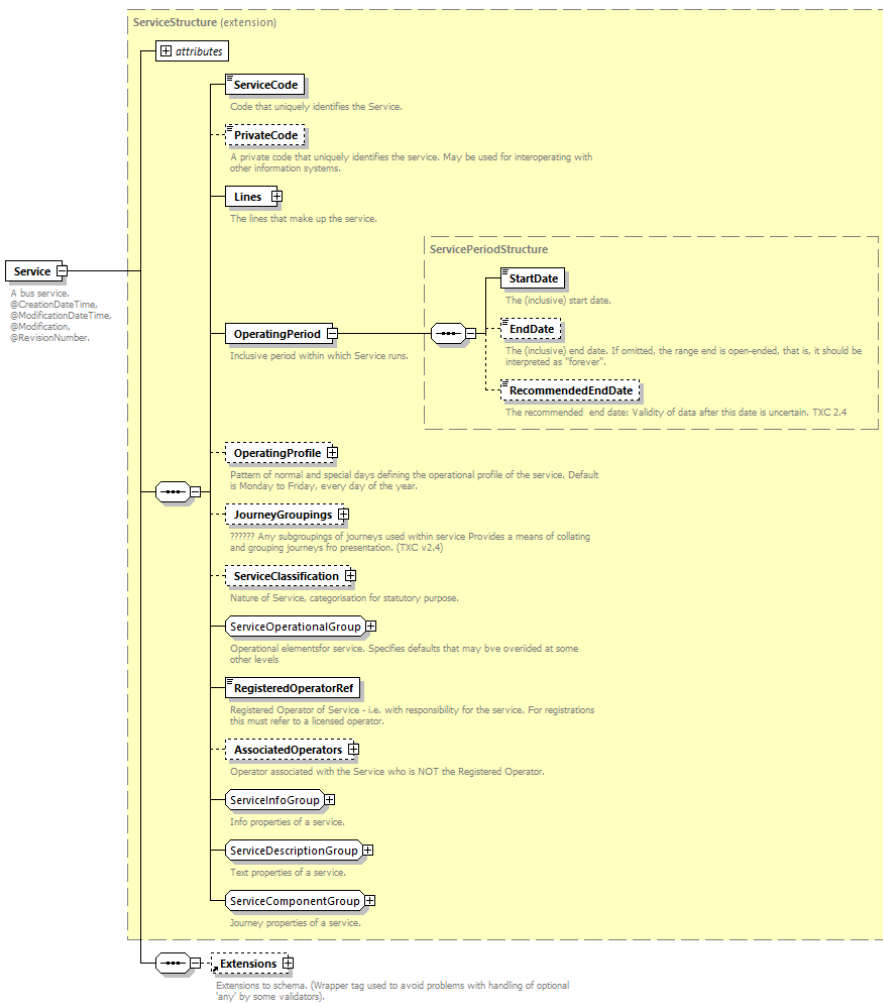 ServiceStructure (extension)
attributes
ServiceCode
Code that uniquely identifies the Service.
PrivateCode
A private code that uniquely identifies the service. May be used for interoperating with
other information systems.
Lines
The lines that make up the service.
ServicePeriodStructure
Service
A bus service.
@CreationDateTime,
@ModificationDateTime,
@Modification,
@RevisionNumber.
StartDate
The (inclusive) start date.
OperatingPeriod
Inclusive period within which Service runs.
EndDate
The (inclusive) end date. If omitted, the range end is open-ended, that is, it should be
interpreted as "forever".
RecommendedEndDate
The recommended  end date: Validity of data after this date is uncertain. TXC 2.4
OperatingProfile
Pattern of normal and special days defining the operational profile of the service. Default
is Monday to Friday, every day of the year.
JourneyGroupings
?????? Any subgroupings of journeys used within service Provides a means of collating
and grouping journeys fro presentation. (TXC v2.4)
ServiceClassification
Nature of Service, categorisation for statutory purpose.
ServiceOperationalGroup
Operational elementsfor service. Specifies defaults that may bve overiided at some
other levels
RegisteredOperatorRef
Registered Operator of Service - i.e. with responsibility for the service. For registrations
this must refer to a licensed operator.
AssociatedOperators
Operator associated with the Service who is NOT the Registered Operator.
ServiceInfoGroup
Info properties of a service.
ServiceDescriptionGroup
Text properties of a service.
ServiceComponentGroup
Journey properties of a service.
Extensions
Extensions to schema. (Wrapper tag used to avoid problems with handling of optional
'any' by some validators).